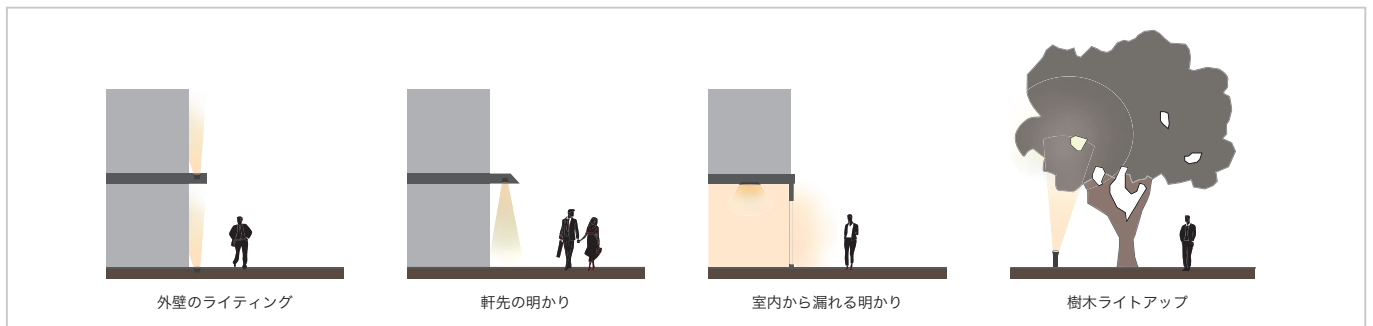 外壁のライティング
軒先の明かり
室内から漏れる明かり
樹木ライトアップ